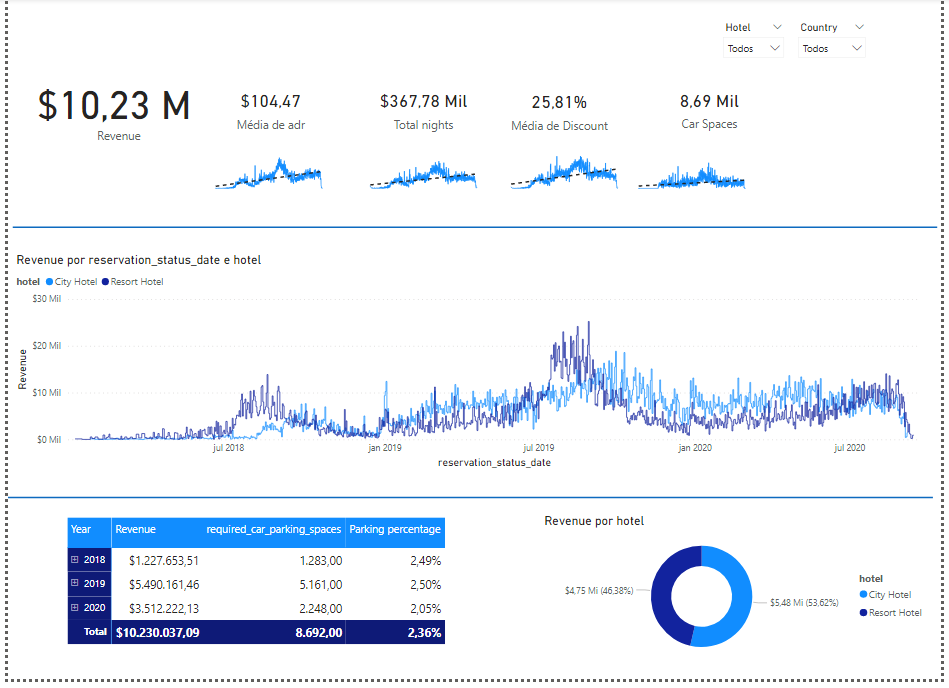 Hotel Country
Todos Todos
$10,23 M $104,47 $367,78 Mil 25,81% 8,69 Mil
Revenue Média de adr Total nights Média de Discount Car Spaces
Revenue por reservation_status_date e hotel
hotel City Hotel Resort Hotel
$30 Mil
$20 Mil
$10 Mil
$0 Mil
Revenue
jul 2018 jan 2019 jul 2019 jan 2020 jul 2020
reservation_status_date
Year Revenue required_car_parking_spaces Parking percentage
2018 $1.227.653,51 1.283,00 2,49%
2019 $5.490.161,46 5.161,00 2,50%
2020 $3.512.222,13 2.248,00 2,05%
Total $10.230.037,09 8.692,00 2,36%
Revenue por hotel
$4,75 Mi (46,38%)
$5,48 Mi (53,62%)
hotel
City Hotel
Resort Hotel